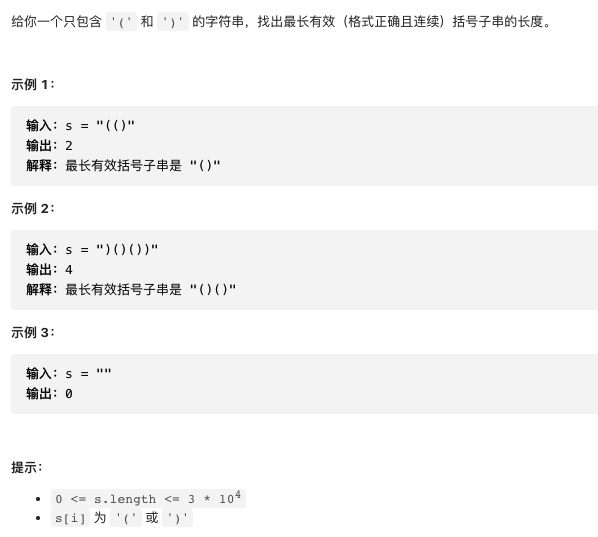 给你一个只包含 '(' 和 ')' 的字符串，找出最长有效（格式正确且连续）括号子串的长度。
示例 1：
输入：s = "(()"
输出：2
解释：最长有效括号子串是 "()"
示例 2：
输入：s = ")()())"
输出：4
解释：最长有效括号子串是 "()()"
示例 3：
输入：s = ""
输出：0
提示：
• 0 <= s.length <= 3 * 10⁴
• s[i] 为 '(' 或 ')'